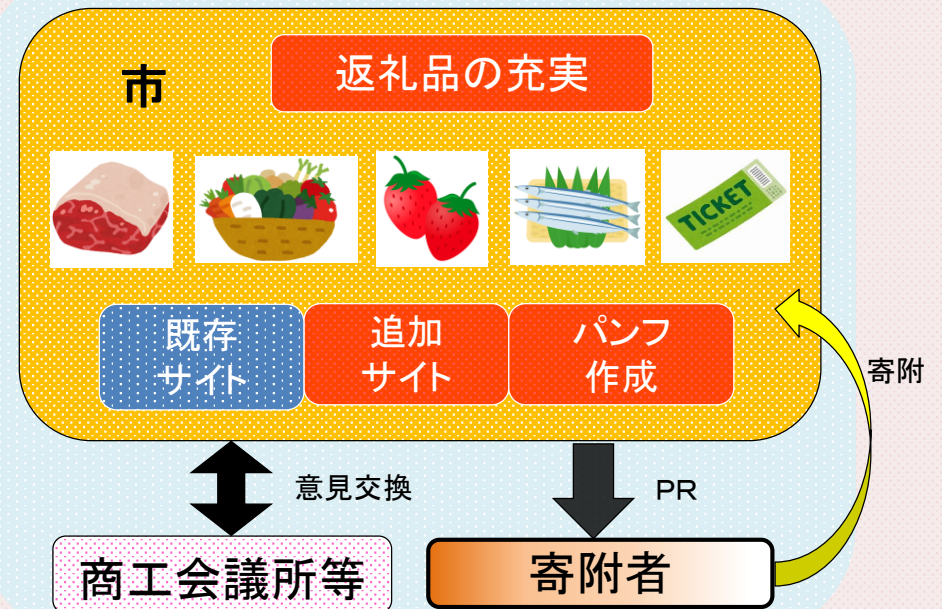 市
返礼品の充実
TICKET
既存
サイト
追加
サイト
パンフ
作成
寄附
意見交換
PR
商工会議所等
寄附者